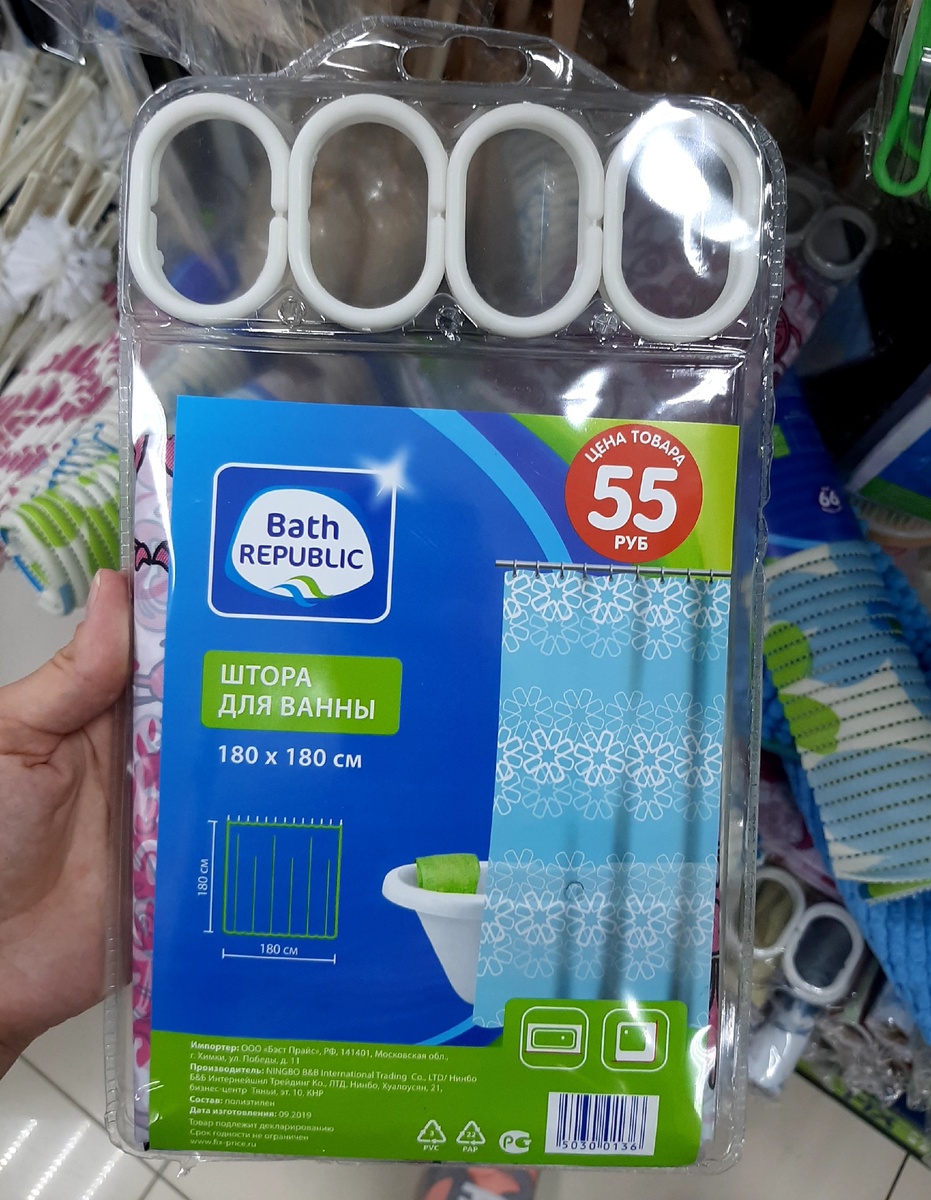 ЦЕНА ТОВАРА
55
РУБ
Bath
REPUBLIC
ШТОРА
ДЛЯ ВАННЫ
180 x 180 см
180 см
180 см
66
Импортер: ООО «Бэст Прайс», РФ, 141401, Московская обл.,
г. Химки, ул. Победы, д. 11
Производитель: NINGBO B&B International Trading Co., LTD/ Нинбо
Б&Б Интернейшнл Трейдинг Ко., ЛТД, Нинбо, Хуалоусян, 21,
бизнес-центр Тяньи, эт. 10, КНР
Состав: полиэтилен
Дата изготовления: 09.2019
Товар подлежит декларированию
Срок годности не ограничен
www.fix-price.ru
3
PVC
22
PAP
5030 0136